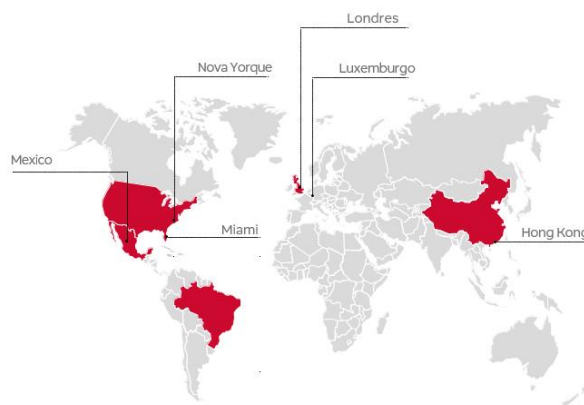 Londres
Nova Yorque
Luxemburgo
Mexico
Miami
Hong Kong